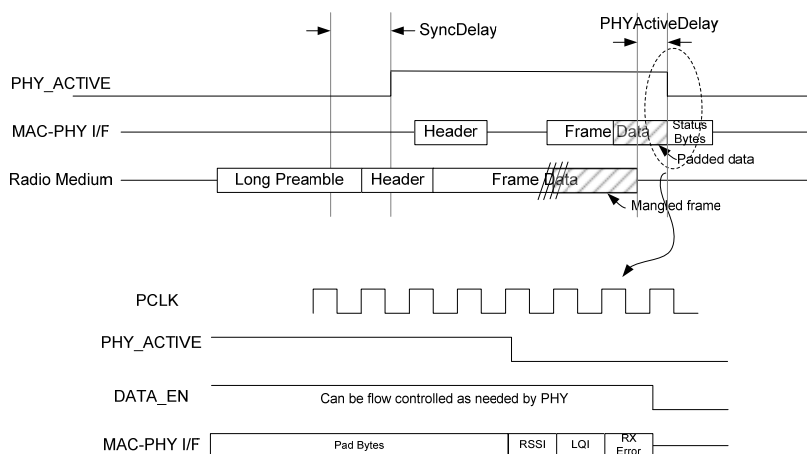 SyncDelay
PHYActiveDelay
PHY_ACTIVE
MAC-PHY I/F
Header
Frame Data
Status
Bytes
Padded data
Radio Medium
Long Preamble
Header
Frame Data
Mangled frame
PCLK
PHY_ACTIVE
DATA_EN
Can be flow controlled as needed by PHY
MAC-PHY I/F
Pad Bytes
RSSI
LQI
RX
Error